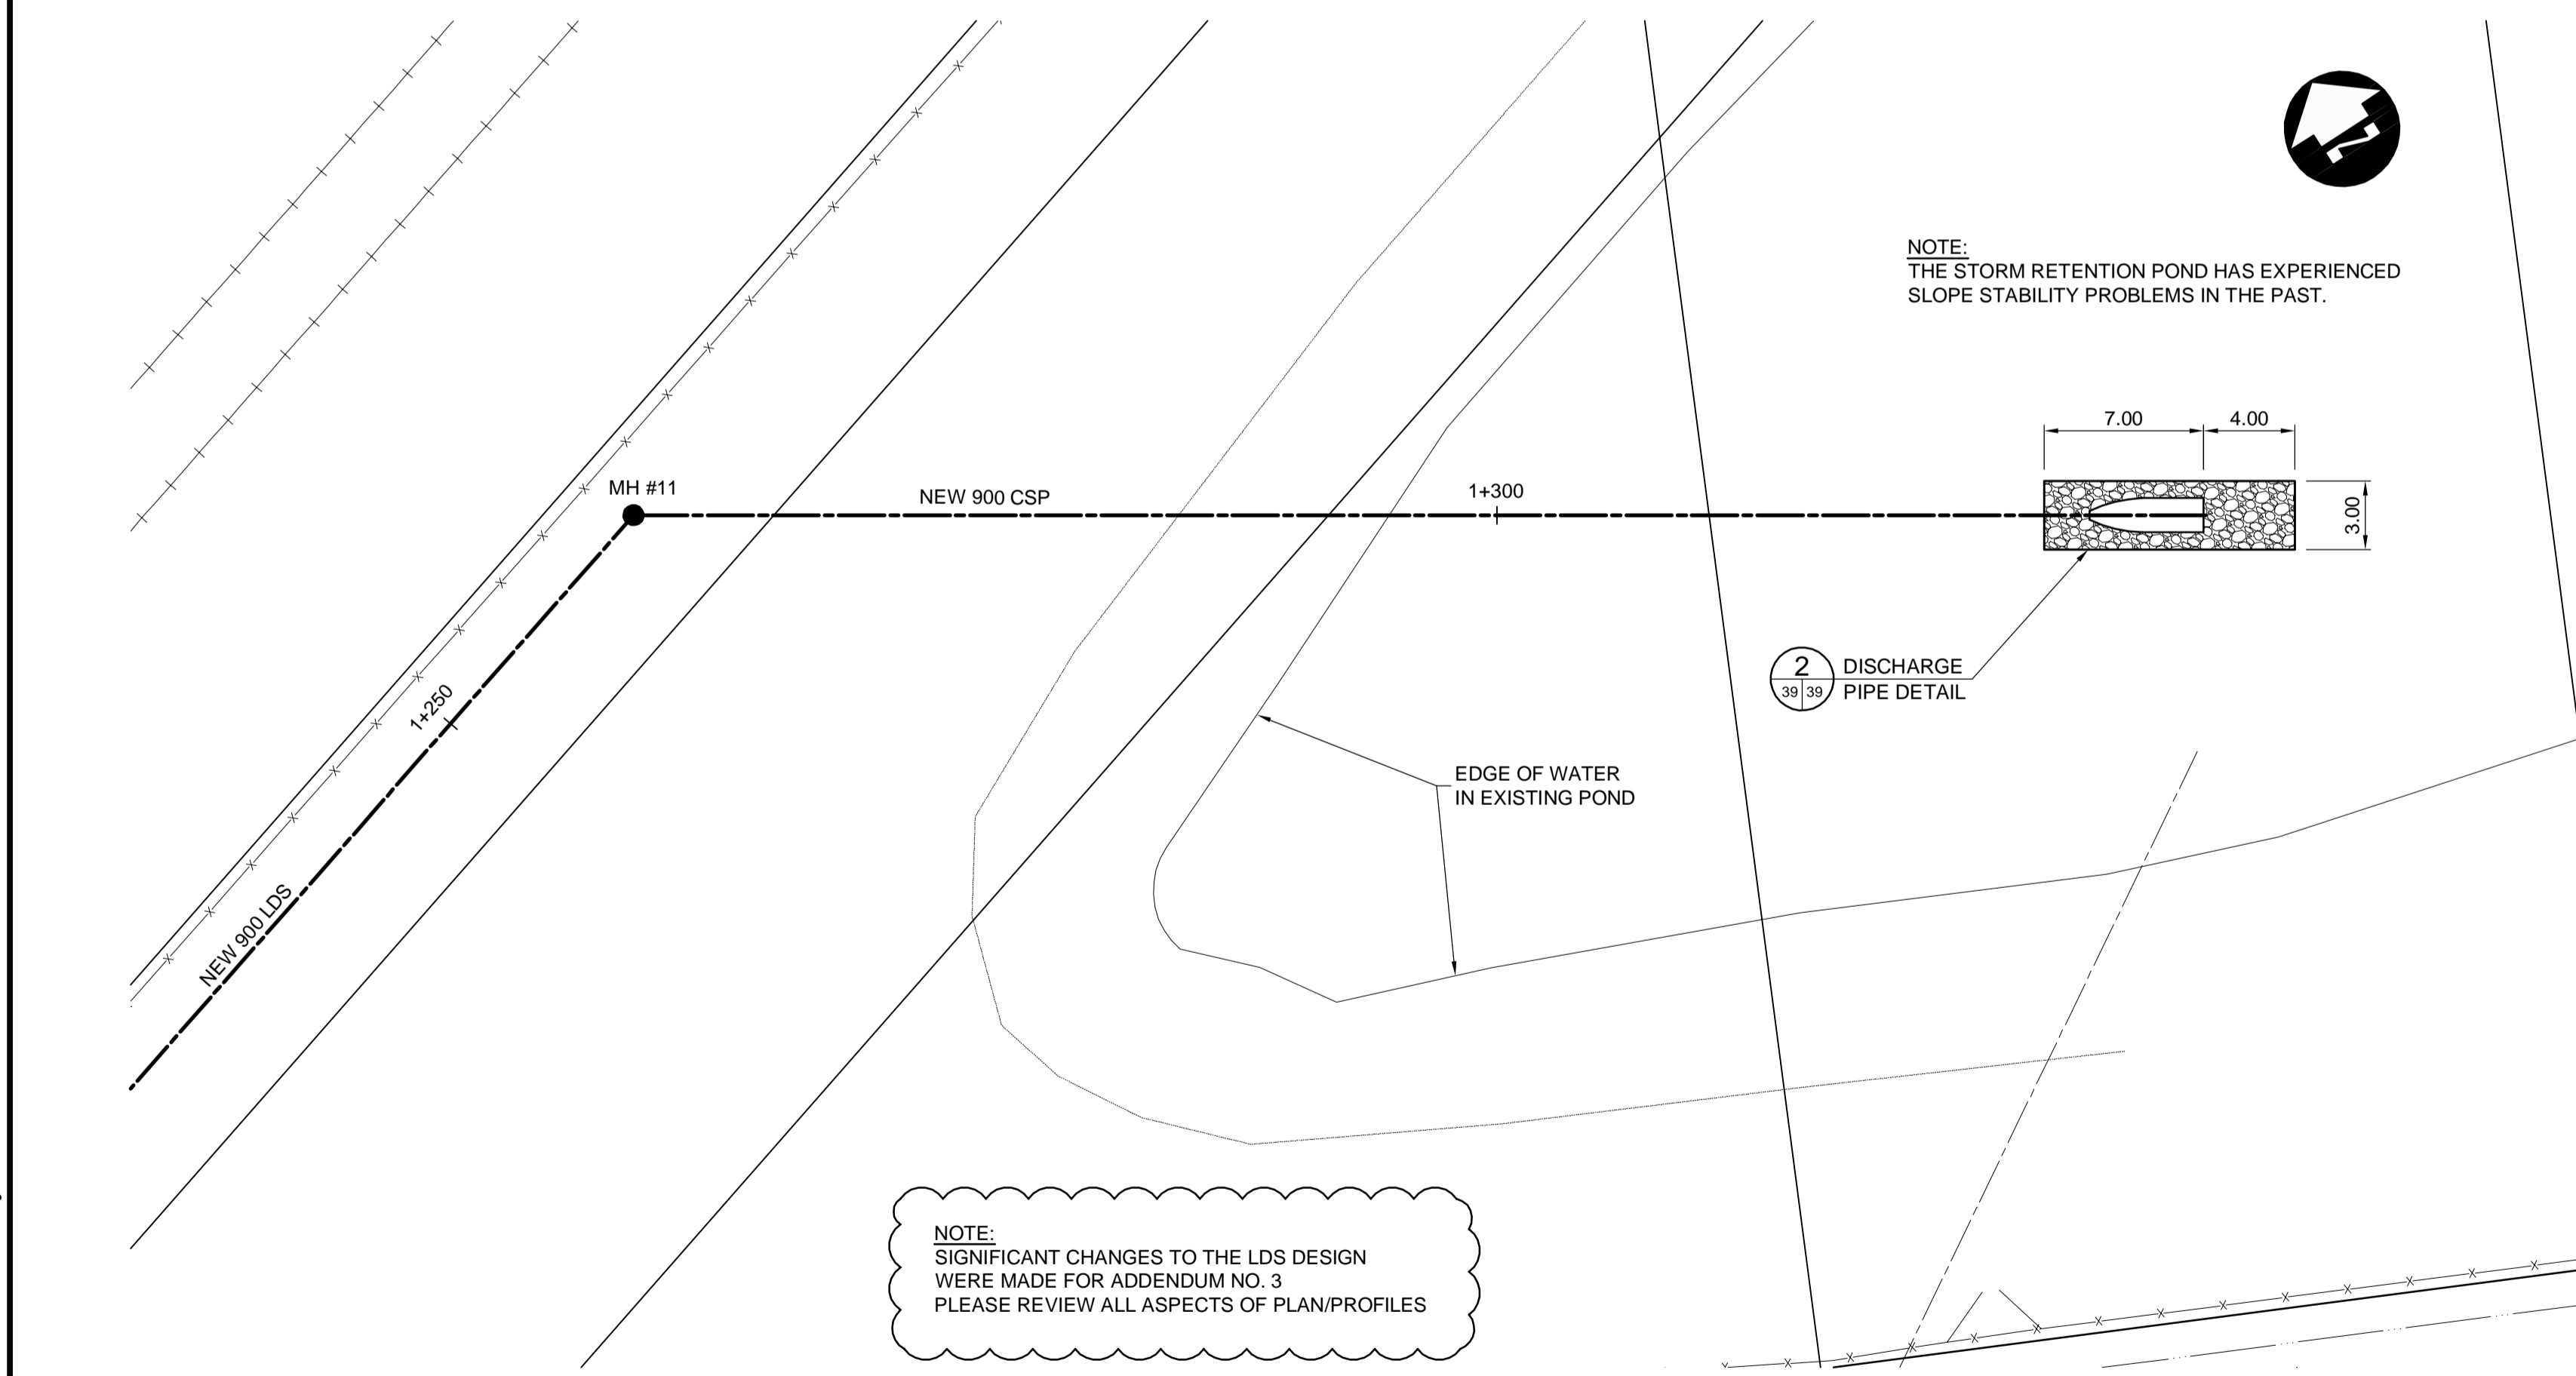 NOTE:
THE STORM RETENTION POND HAS EXPERIENCED
SLOPE STABILITY PROBLEMS IN THE PAST.
7.00
4.00
3.00
MH #11
NEW 900 CSP
1+300
1+250
NEW 900 LDS
2
39 39
DISCHARGE
PIPE DETAIL
EDGE OF WATER
IN EXISTING POND
NOTE:
SIGNIFICANT CHANGES TO THE LDS DESIGN
WERE MADE FOR ADDENDUM NO. 3
PLEASE REVIEW ALL ASPECTS OF PLAN/PROFILES